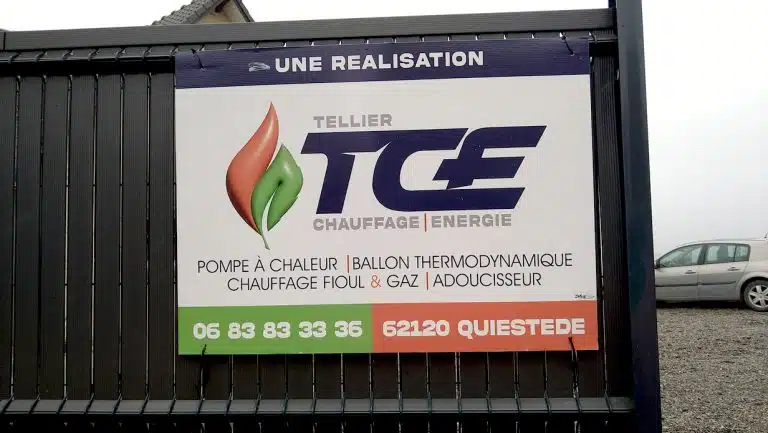 UNE REALISATION
TELLIER
TCE
CHAUFFAGE | ENERGIE
POMPE À CHALEUR | BALLON THERMODYNAMIQUE
CHAUFFAGE FIOUL & GAZ | ADOUCISSEUR
06 83 83 33 36 62120 QUIESTEDE